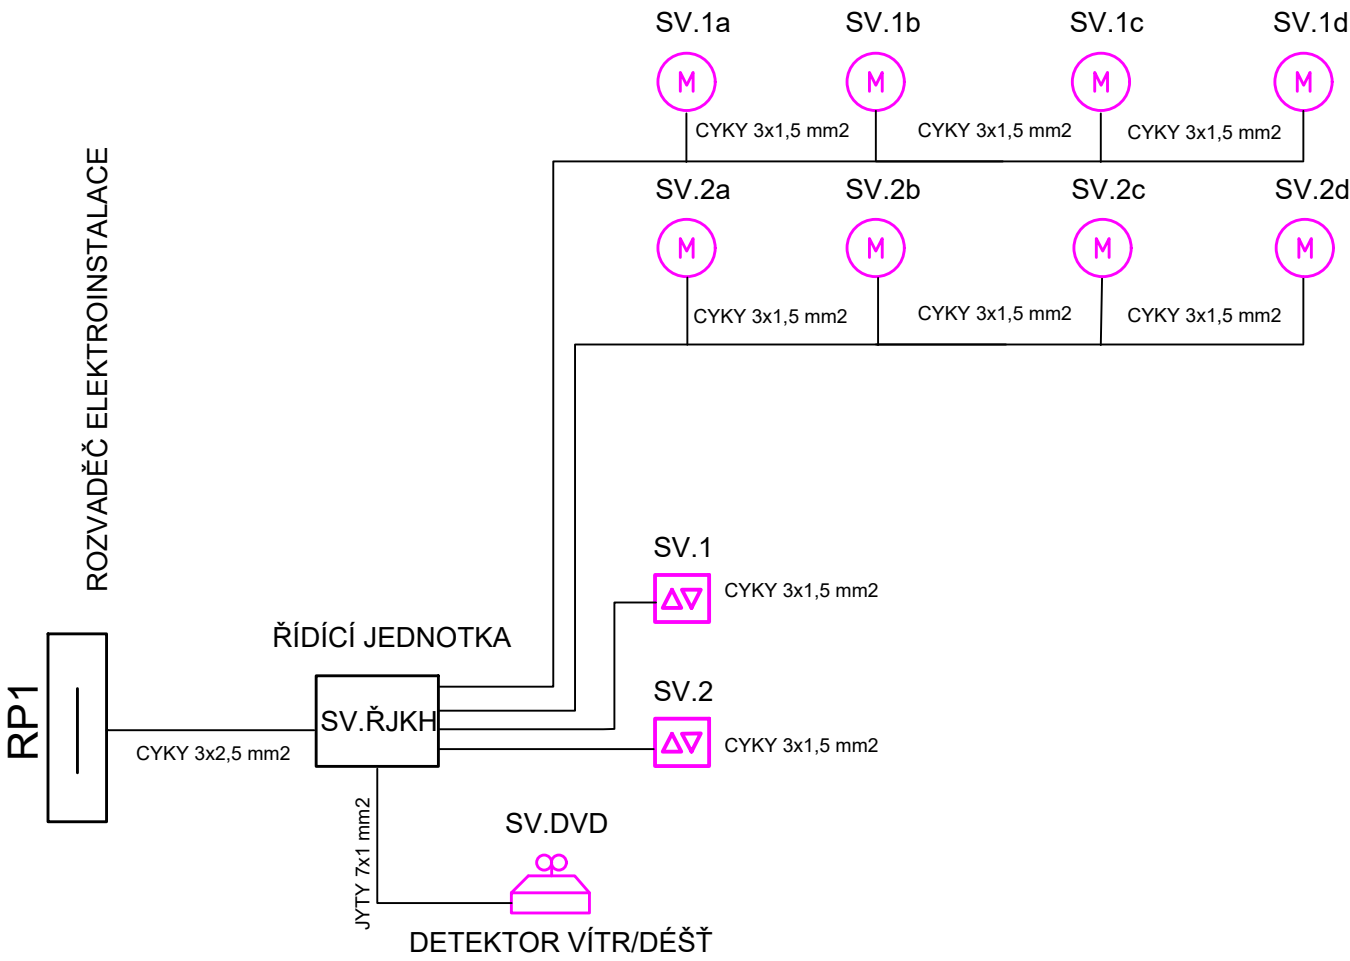 SV.1a SV.1b SV.1c SV.1d
M M M M
CYKY 3x1,5 mm2 CYKY 3x1,5 mm2 CYKY 3x1,5 mm2
SV.2a SV.2b SV.2c SV.2d
M M M M
CYKY 3x1,5 mm2 CYKY 3x1,5 mm2 CYKY 3x1,5 mm2
ROZVADĚČ ELEKTROINSTALACE
SV.1
CYKY 3x1,5 mm2
ŘÍDÍCÍ JEDNOTKA
RP1
SV.ŘJKH
CYKY 3x2,5 mm2
SV.2
CYKY 3x1,5 mm2
JYTY 7x1 mm2
SV.DVD
DETEKTOR VÍTR/DÉŠŤ